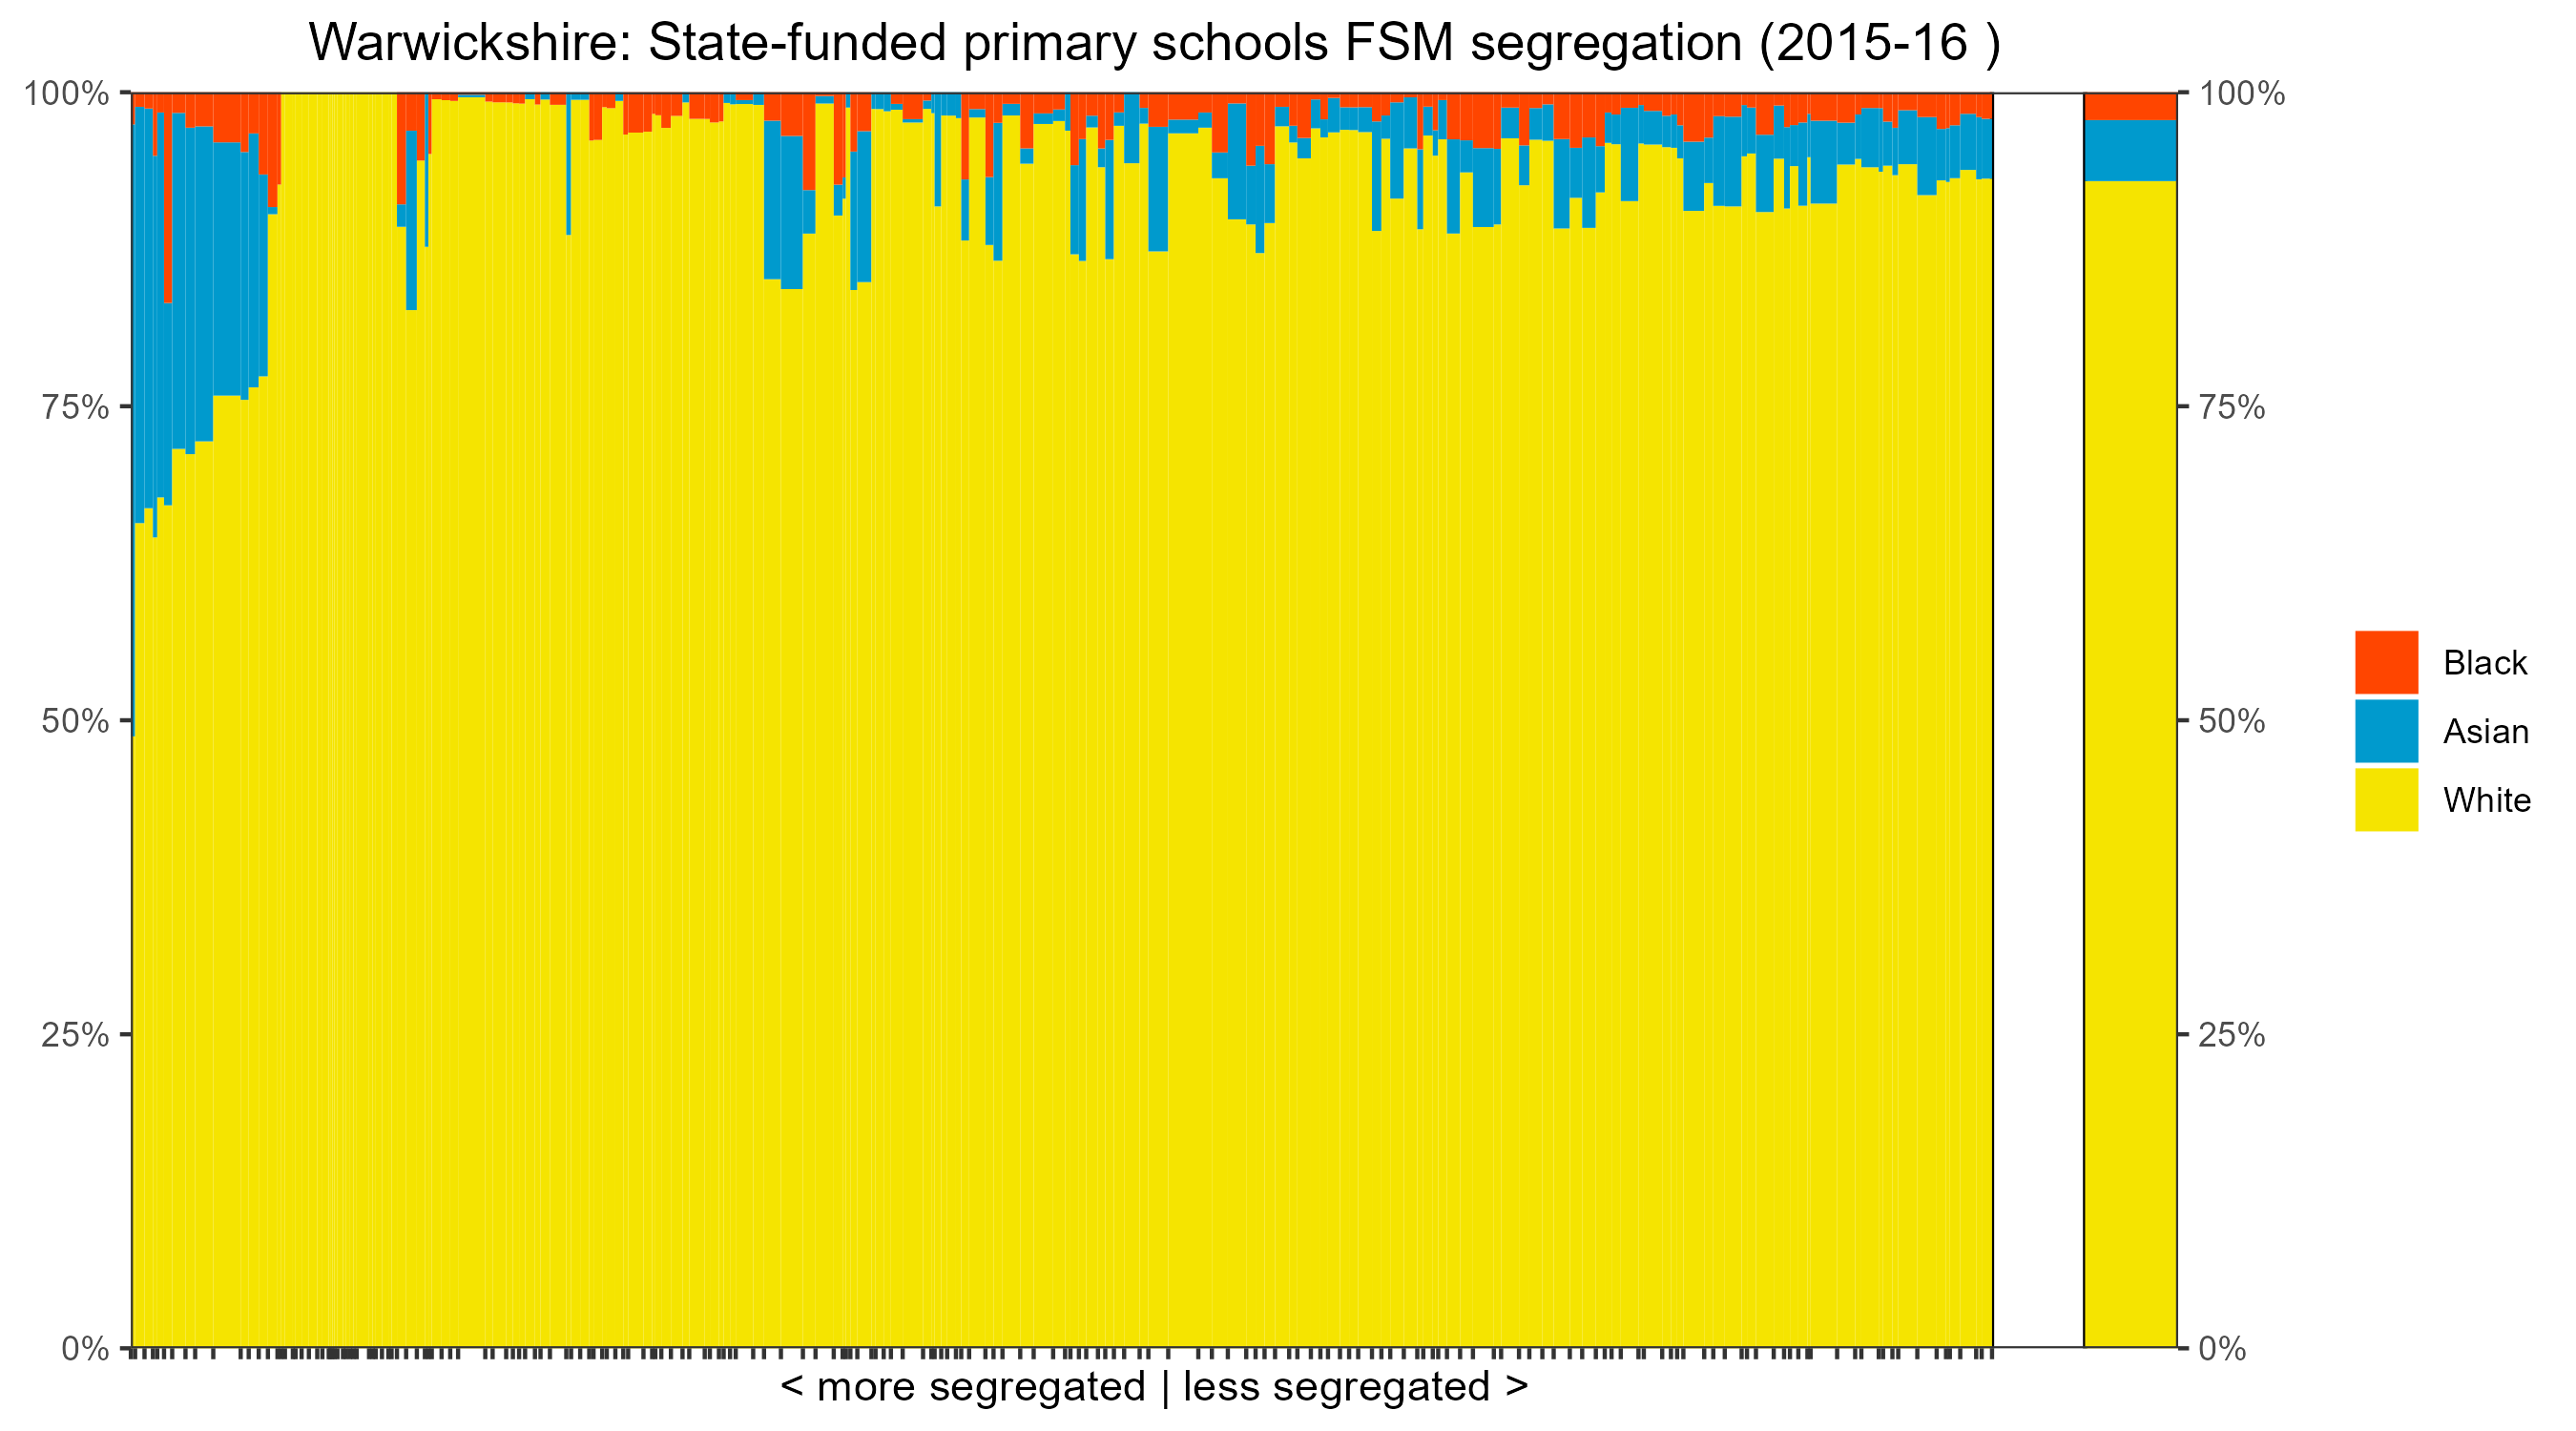 Warwickshire: State-funded primary schools FSM segregation (2015-16 )
100%
75%
50%
25%
0%
100%
75%
50%
25%
0%
Black
Asian
White
< more segregated | less segregated >